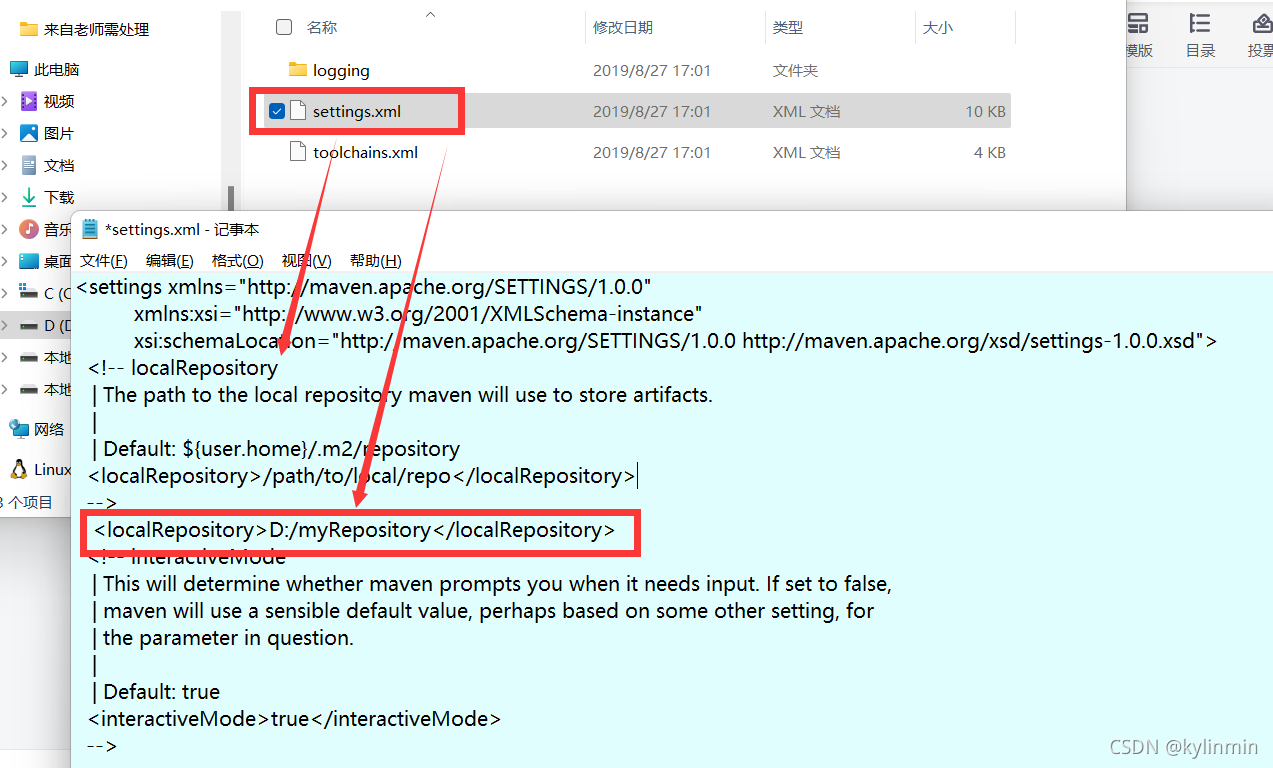 来自老师需处理
此电脑
视频
图片
文档
下载
音乐
桌面
C (C
D (D
本地
本地
网络
Linux
3 个项目
名称 修改日期 类型 大小
logging 2019/8/27 17:01 文件夹
settings.xml 2019/8/27 17:01 XML 文档 10 KB
toolchains.xml 2019/8/27 17:01 XML 文档 4 KB
模版 目录 投票
*settings.xml - 记事本
文件(F) 编辑(E) 格式(O) 视图(V) 帮助(H)
<settings xmlns="http://maven.apache.org/SETTINGS/1.0.0"
xmlns:xsi="http://www.w3.org/2001/XMLSchema-instance"
xsi:schemaLocation="http://maven.apache.org/SETTINGS/1.0.0 http://maven.apache.org/xsd/settings-1.0.0.xsd">
<!-- localRepository
| The path to the local repository maven will use to store artifacts.
|
| Default: ${user.home}/.m2/repository
<localRepository>/path/to/local/repo</localRepository>
-->
<localRepository>D:/myRepository</localRepository>
<!-- interactiveMode
| This will determine whether maven prompts you when it needs input. If set to false,
| maven will use a sensible default value, perhaps based on some other setting, for
| the parameter in question.
|
| Default: true
<interactiveMode>true</interactiveMode>
-->
CSDN @kylinmin